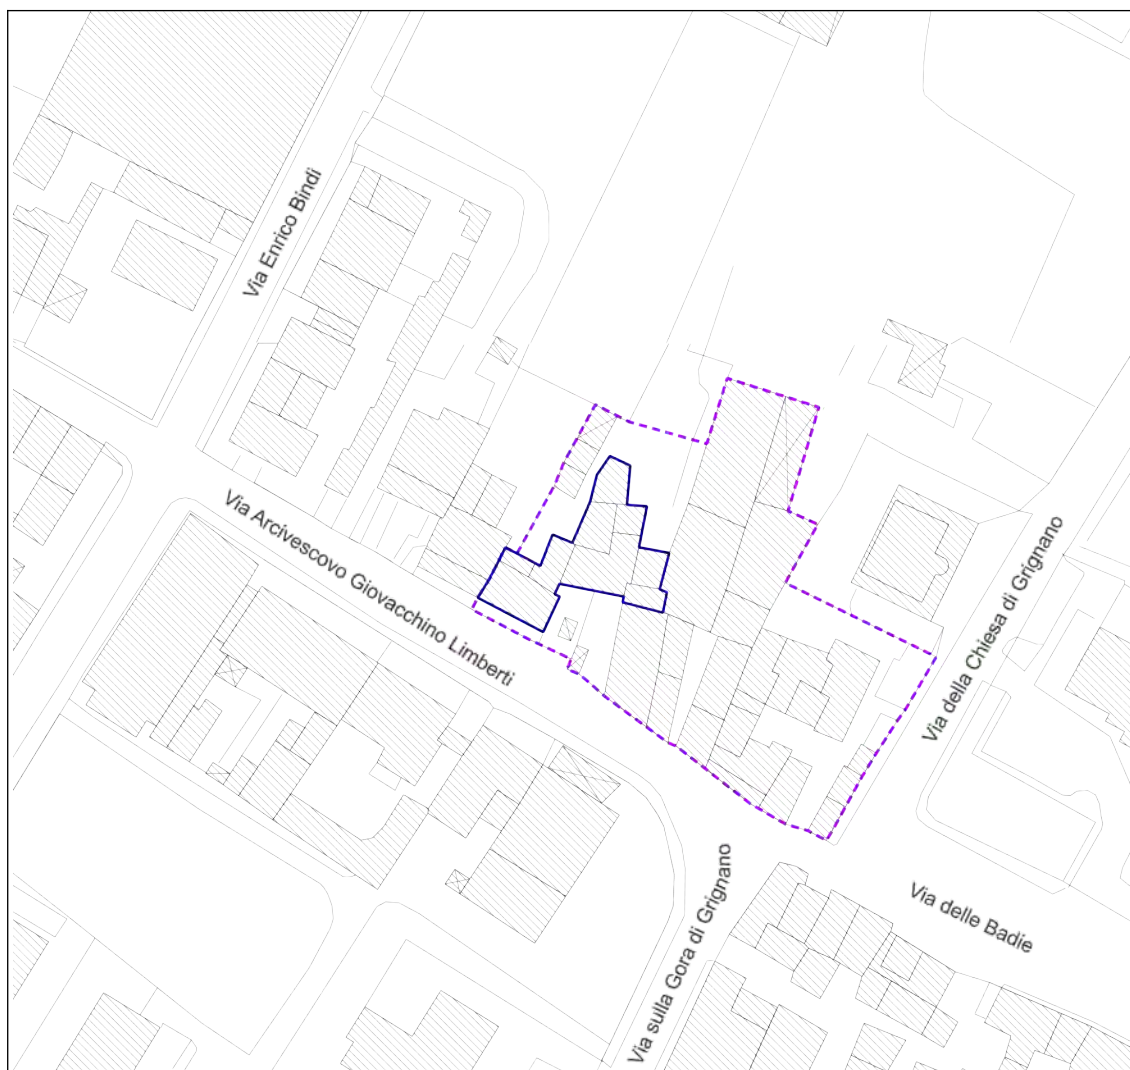 Via Enrico Bindi
Via Arcivescovo Giovacchino Limberti
Via della Chiesa di Grignano
Via sulla Gora di Grignano
Via delle Badie